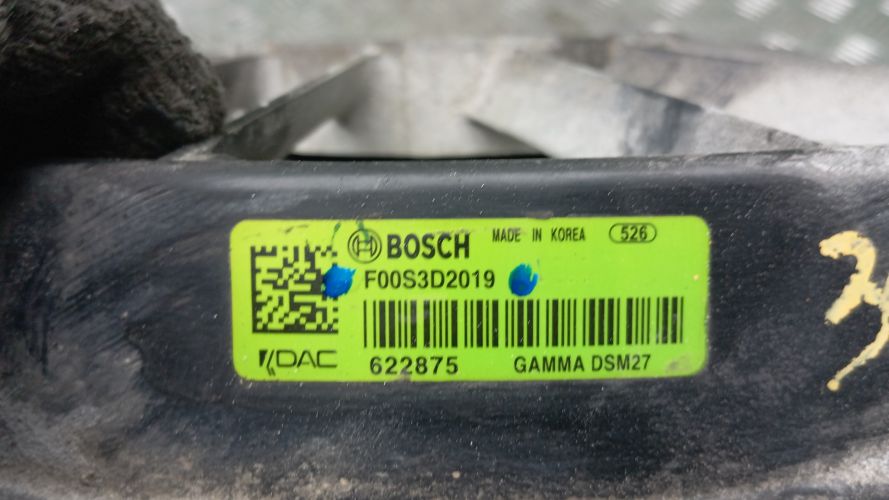 BOSCH MADE IN KOREA 526
F00S3D2019
DAC
622875 GAMMA DSM27